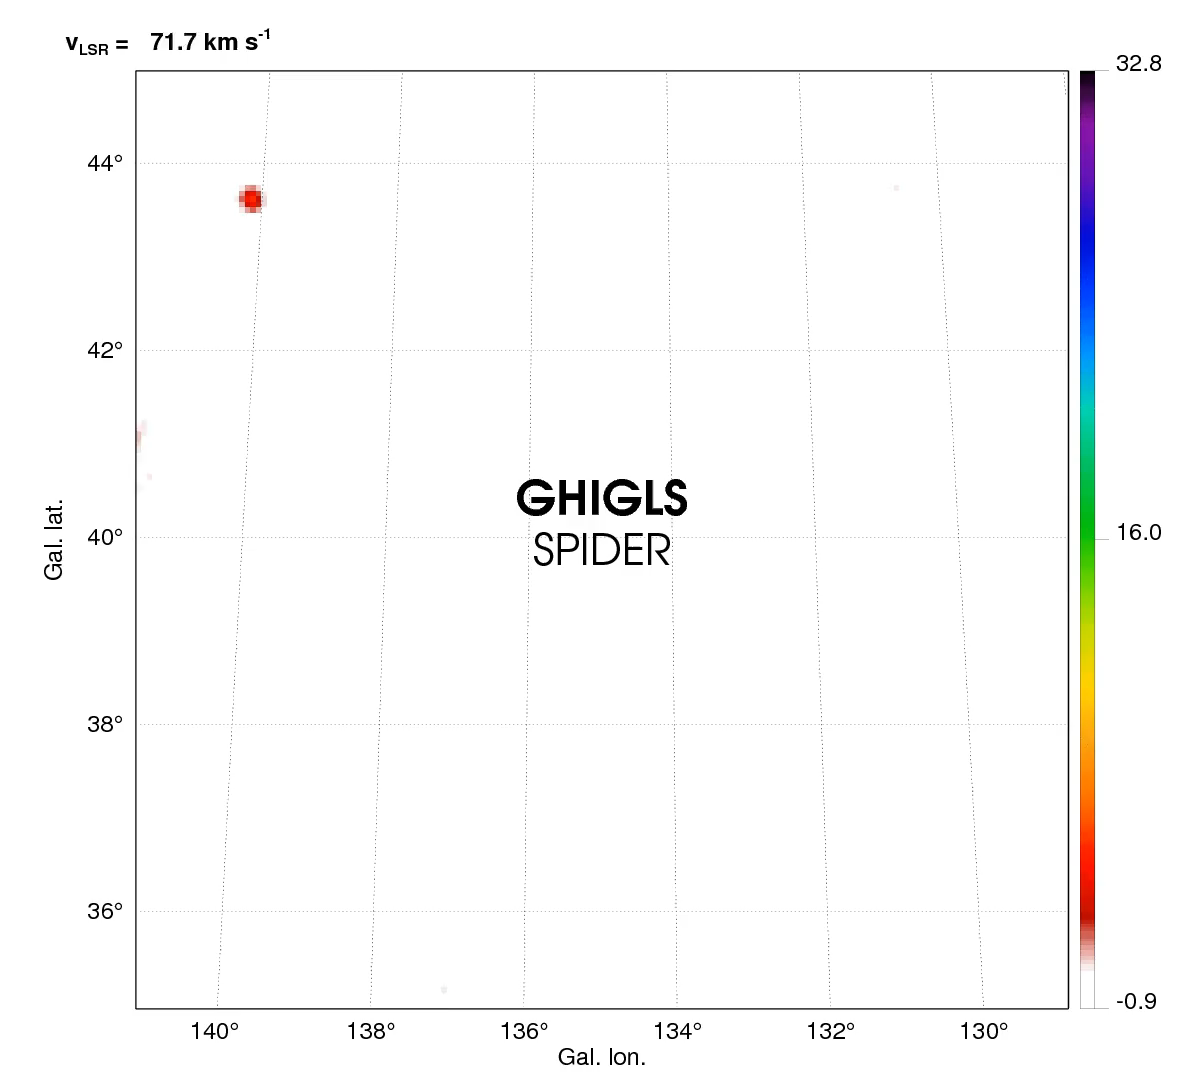 vLSR = 71.7 km s-1
32.8
44°
42°
GHIGLS
SPIDER
40°
16.0
Gal. lat.
38°
36°
-0.9
140° 138° 136° 134° 132° 130°
Gal. lon.